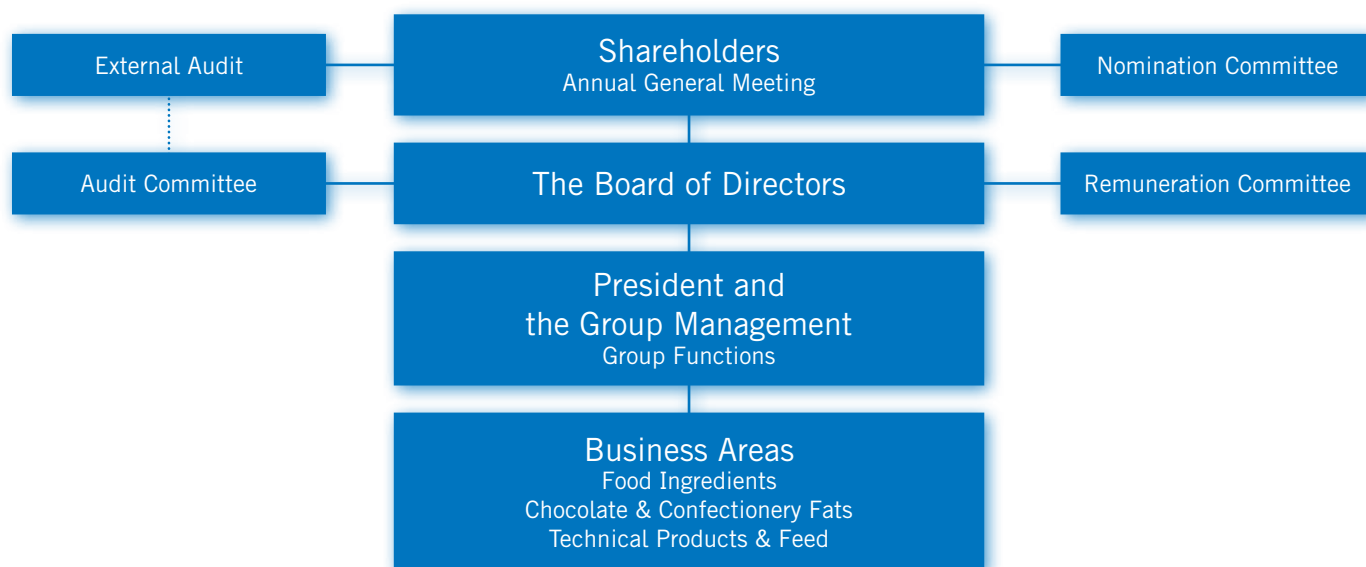 External Audit
Shareholders
Annual General Meeting
Nomination Committee
Audit Committee
The Board of Directors
Remuneration Committee
President and
the Group Management
Group Functions
Business Areas
Food Ingredients
Chocolate & Confectionery Fats
Technical Products & Feed